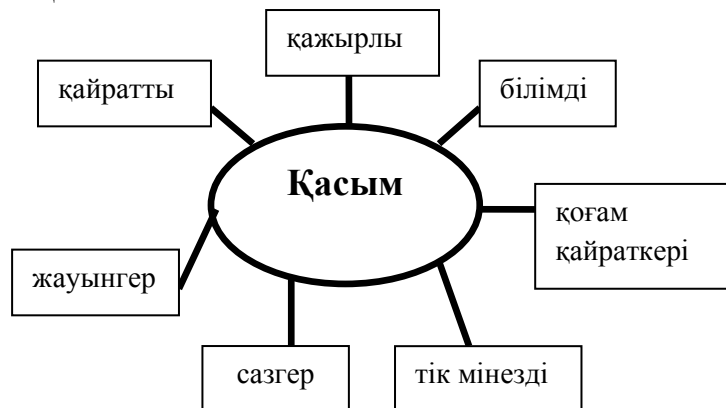 қажырлы
қайратты
білімді
Қасым
қоғам
қайраткері
жауынгер
сазгер
тік мінезді